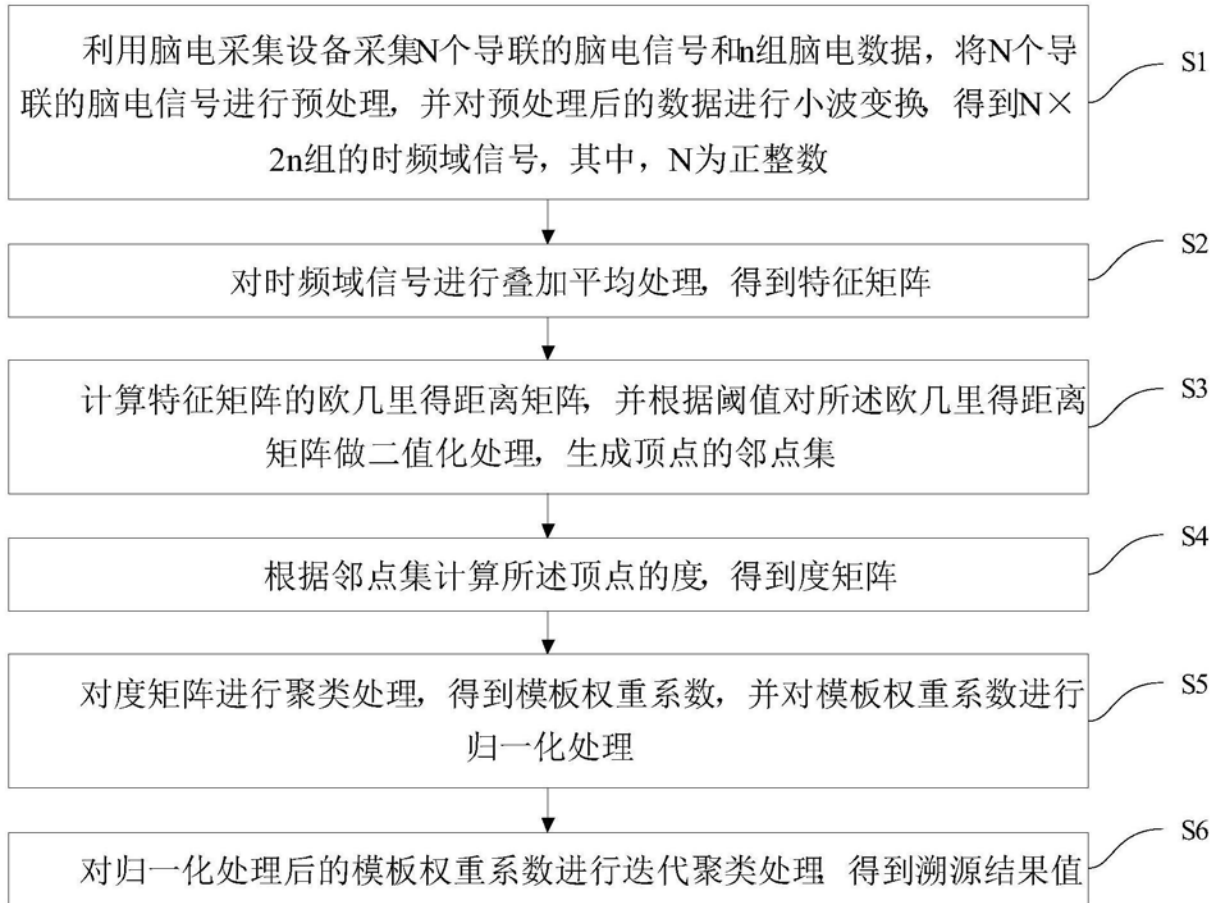 利用脑电采集设备采集N个导联的脑电信号和n组脑电数据，将N个导
联的脑电信号进行预处理，并对预处理后的数据进行小波变换，得到N×
2n组的时频域信号，其中，N为正整数
S1
对时频域信号进行叠加平均处理，得到特征矩阵
S2
计算特征矩阵的欧几里得距离矩阵，并根据阈值对所述欧几里得距离
矩阵做二值化处理，生成顶点的邻点集
S3
根据邻点集计算所述顶点的度，得到度矩阵
S4
对度矩阵进行聚类处理，得到模板权重系数，并对模板权重系数进行
归一化处理
S5
对归一化处理后的模板权重系数进行迭代聚类处理，得到溯源结果值
S6